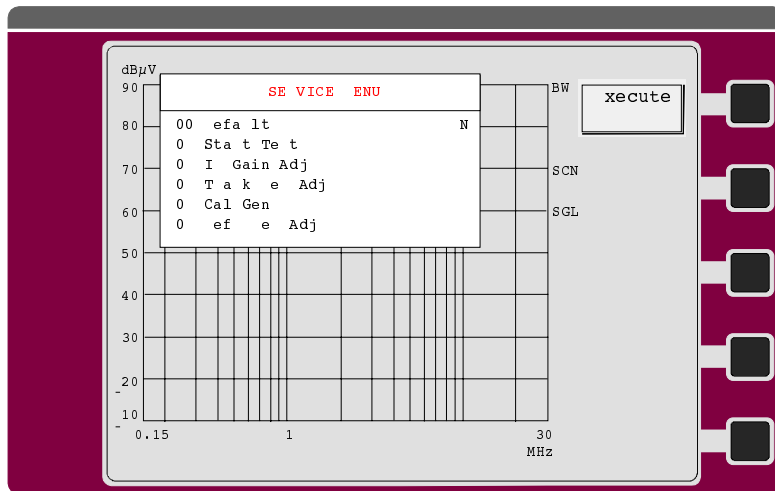 dBµV
SE VICE ENU
00 efa lt N
0 Sta t Te t
0 I Gain Adj
0 T a k e Adj
0 Cal Gen
0 ef e Adj
90
80
70
60
50
40
30
20
10
0.15 1 30
MHz
BW
SCN
SGL
xecute